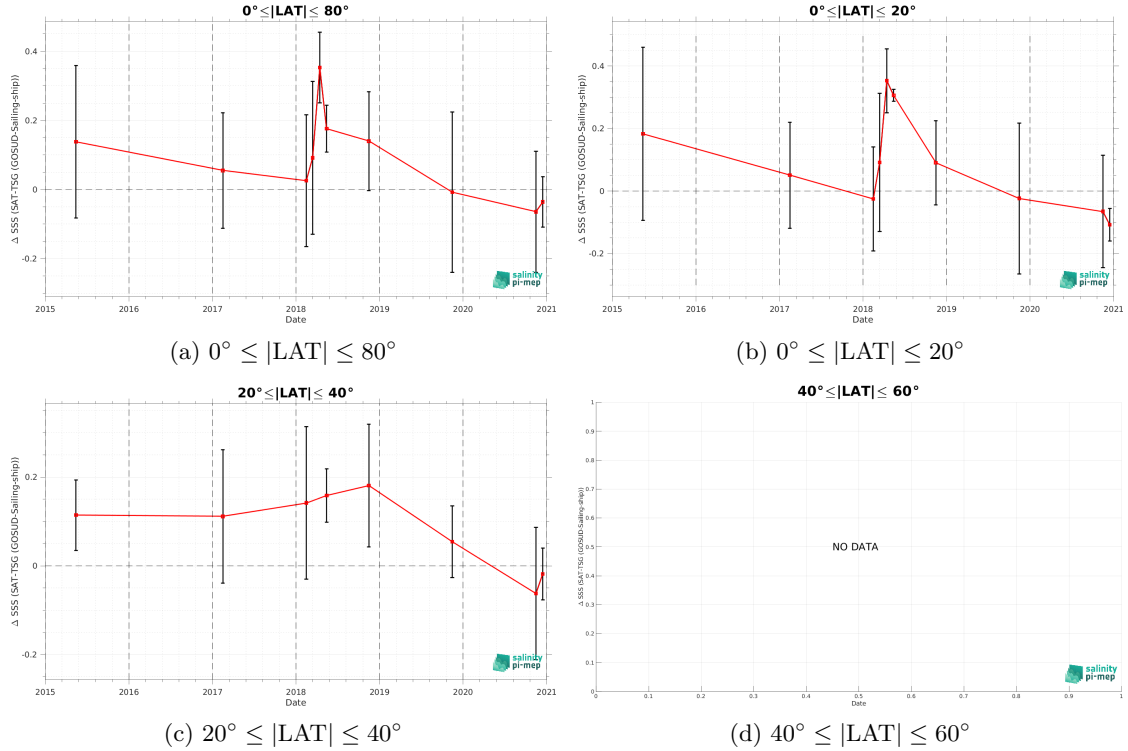 0°≤|LAT|≤ 80°
0.4
0.2
0
-0.2
Δ SSS (SAT-TSG (GOSUD-Sailing-ship))
2015 2016 2017 2018 2019 2020 2021
Date
salinity
pi-mep
(a) 0° ≤ |LAT| ≤ 80°
0°≤|LAT|≤ 20°
0.4
0.2
0
-0.2
Δ SSS (SAT-TSG (GOSUD-Sailing-ship))
2015 2016 2017 2018 2019 2020 2021
Date
salinity
pi-mep
(b) 0° ≤ |LAT| ≤ 20°
20°≤|LAT|≤ 40°
0.2
0
-0.2
Δ SSS (SAT-TSG (GOSUD-Sailing-ship))
2015 2016 2017 2018 2019 2020 2021
Date
salinity
pi-mep
(c) 20° ≤ |LAT| ≤ 40°
40°≤|LAT|≤ 60°
1
0.9
0.8
0.7
0.6
0.5
0.4
0.3
0.2
0.1
0
Δ SSS (SAT-TSG (GOSUD-Sailing-ship))
NO DATA
0 0.1 0.2 0.3 0.4 0.5 0.6 0.7 0.8 0.9 1
Date
salinity
pi-mep
(d) 40° ≤ |LAT| ≤ 60°